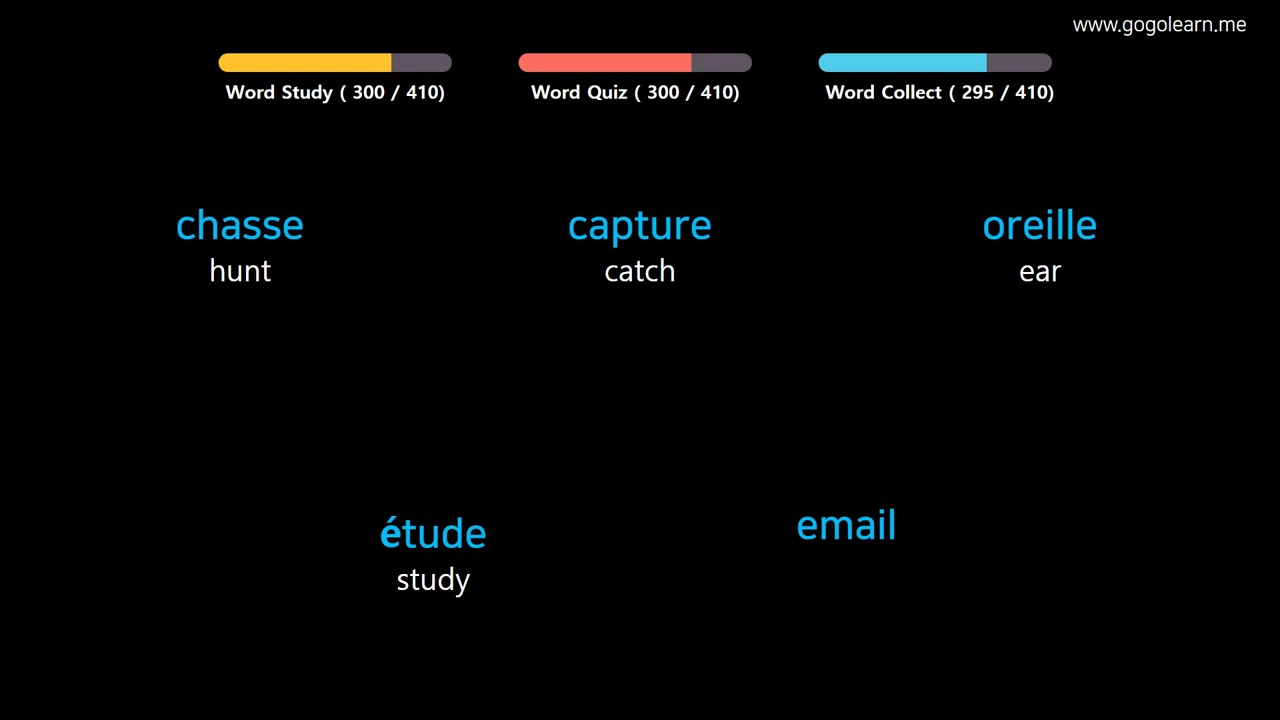 www.gogolearn.me
Word Study ( 300 / 410)
Word Quiz ( 300 / 410)
Word Collect ( 295 / 410)
chasse
hunt
capture
catch
oreille
ear
étude
study
email